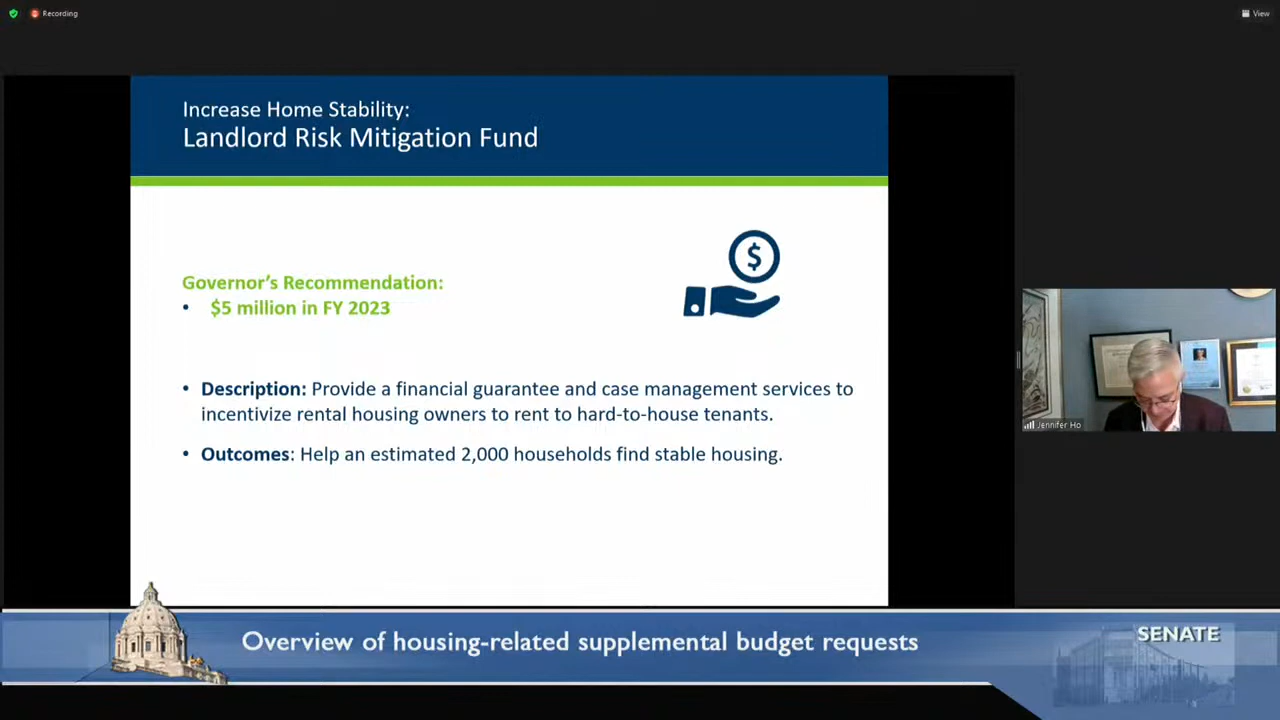 Recording
View
Increase Home Stability:
Landlord Risk Mitigation Fund
$
Governor's Recommendation:
• $5 million in FY 2023
• Description: Provide a financial guarantee and case management services to
incentivize rental housing owners to rent to hard-to-house tenants.
• Outcomes: Help an estimated 2,000 households find stable housing.
Jennifer Ho
Overview of housing-related supplemental budget requests
SENATE